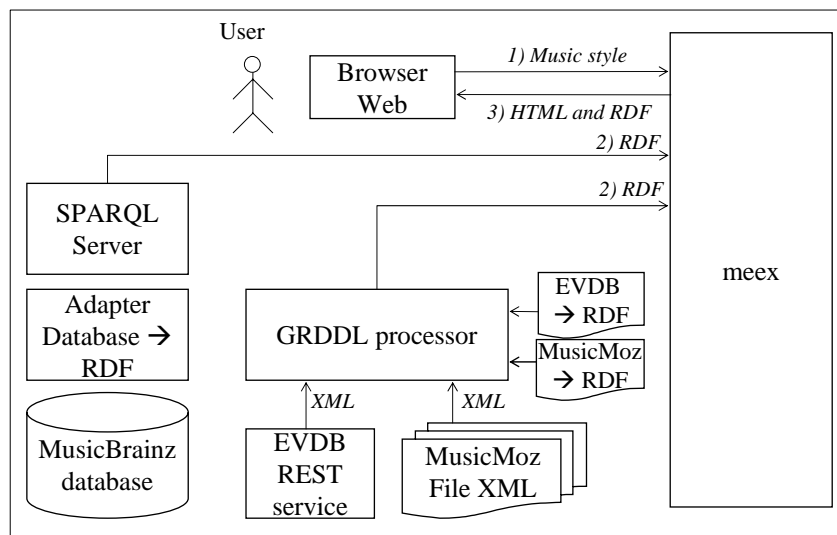 User
Browser
Web
1) Music style
3) HTML and RDF
2) RDF
SPARQL
Server
2) RDF
meex
Adapter
Database →
RDF
GRDDL processor
EVDB
→ RDF
MusicMoz
→ RDF
XML
XML
MusicBrainz
database
EVDB
REST
service
MusicMoz
File XML